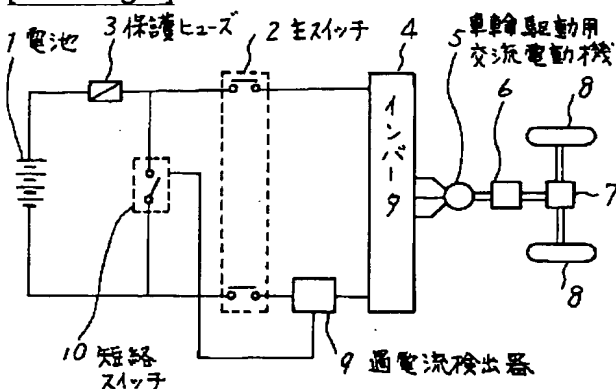 1 電池
3 保護ヒューズ
2 主スイッチ
4
5 車輪駆動用
交流電動機
6
8
インバータ
7
8
10 短絡
スイッチ
9 過電流検出器